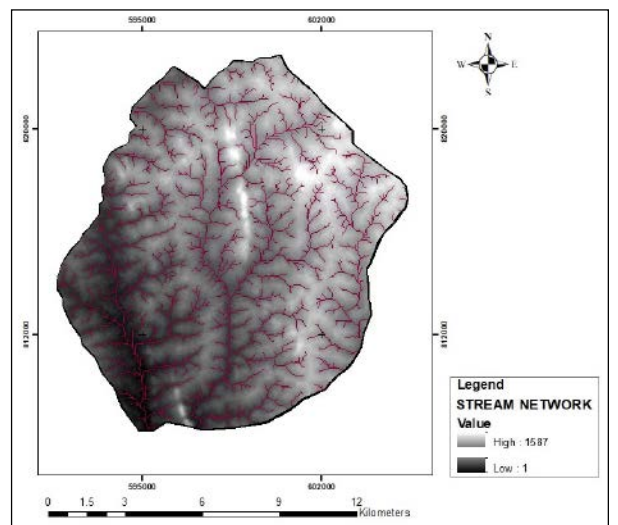 595000 602000
N
W E
S
820000 820000
812000 812000
Legend
STREAM NETWORK
Value
High : 1587
Low : 1
595000 602000
0 1.5 3 6 9 12
Kilometers